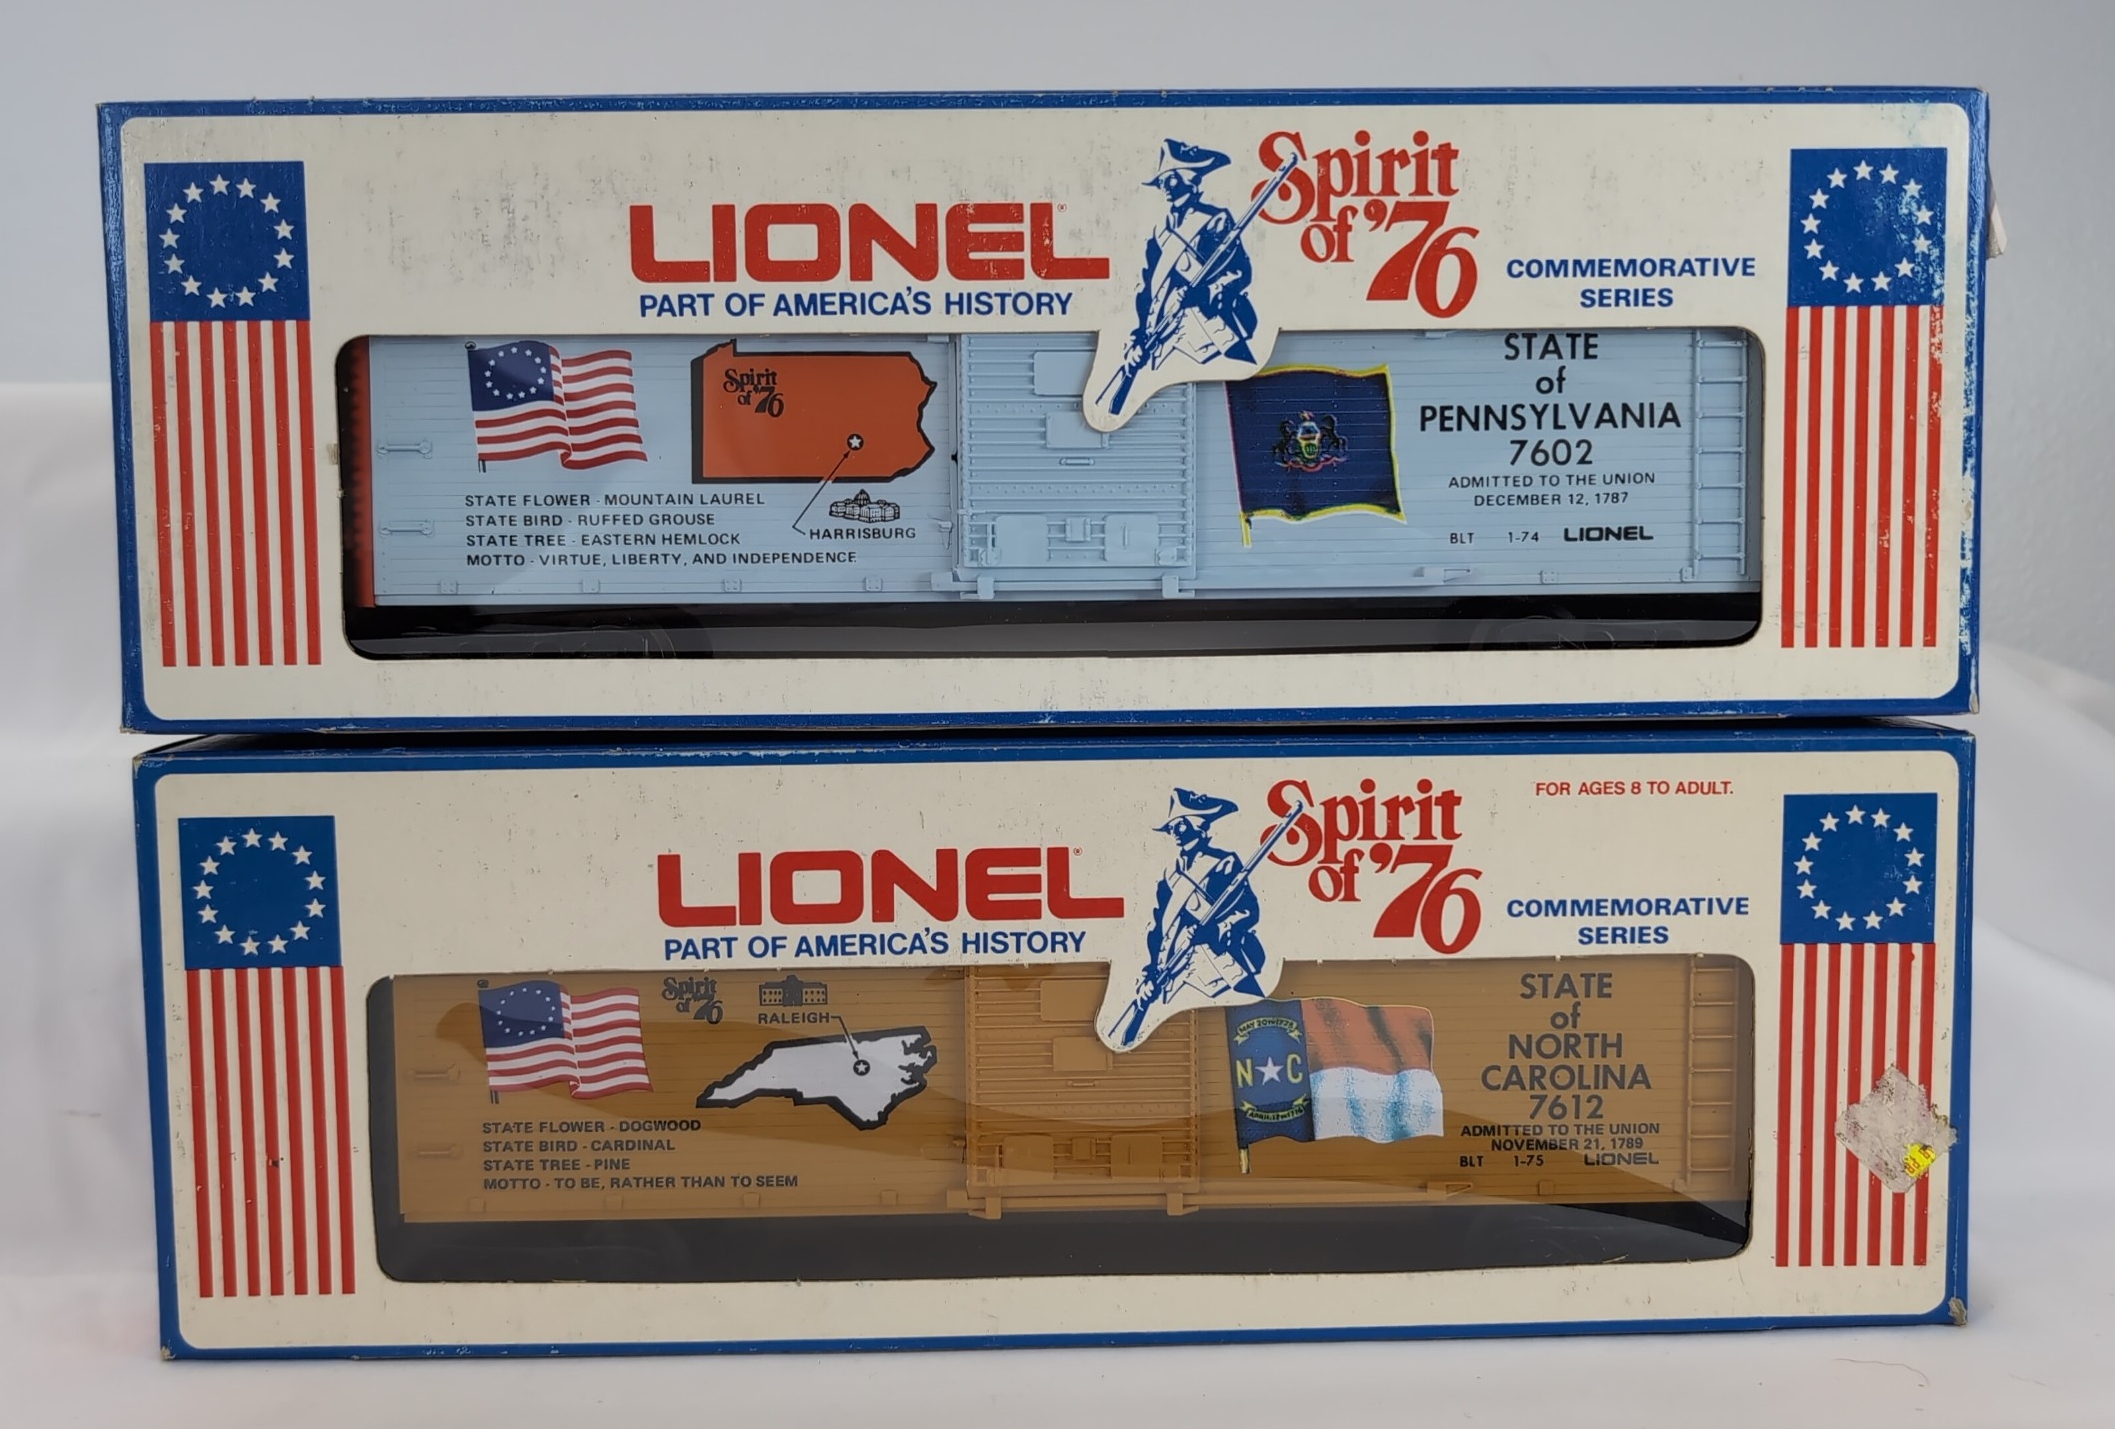 LIONEL
PART OF AMERICA'S HISTORY
Spirit
of '76
COMMEMORATIVE
SERIES
Spirit
of '76
HARRISBURG
STATE FLOWER - MOUNTAIN LAUREL
STATE BIRD - RUFFED GROUSE
STATE TREE - EASTERN HEMLOCK
MOTTO - VIRTUE, LIBERTY, AND INDEPENDENCE
STATE
of
PENNSYLVANIA
7602
ADMITTED TO THE UNION
DECEMBER 12, 1787
BLT 1-74 LIONEL
FOR AGES 8 TO ADULT.
LIONEL
PART OF AMERICA'S HISTORY
Spirit
of '76
COMMEMORATIVE
SERIES
Spirit
of '76
RALEIGH
STATE FLOWER - DOGWOOD
STATE BIRD - CARDINAL
STATE TREE - PINE
MOTTO - TO BE, RATHER THAN TO SEEM
N C
STATE
of
NORTH
CAROLINA
7612
ADMITTED TO THE UNION
NOVEMBER 21, 1789
BLT 1-75 LIONEL